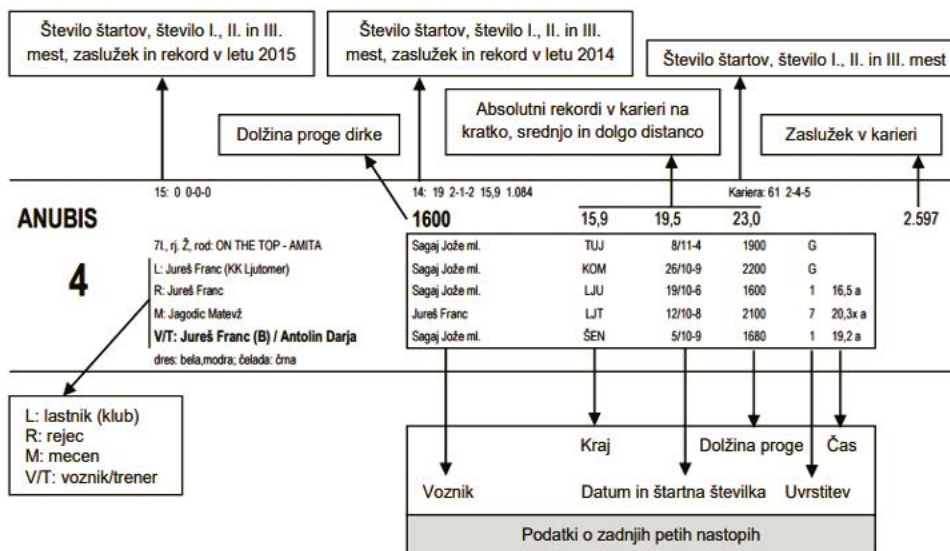 Število štartov, število I., II. in III.
mest, zaslužek in rekord v letu 2015
Število štartov, število I., II. in III.
mest, zaslužek in rekord v letu 2014
Število štartov, število I., II. in III. mest
Dolžina proge dirke
Absolutni rekordi v karieri na
kratko, srednjo in dolgo distanco
Zaslužek v karieri
15: 0 0-0-0 14: 19 2-1-2 15,9 1.084 Kariera: 61 2-4-5
ANUBIS 1600 15,9 19,5 23,0 2.597
4
7l., rj. Ž, rod: ON THE TOP - AMITA
L: Jureš Franc (KK Ljutomer)
R: Jureš Franc
M: Jagodic Matevž
V/T: Jureš Franc (B) / Antolin Darja
dres: bela,modra; čelada: črna
Sagaj Jože ml. TUJ 8/11-4 1900 G
Sagaj Jože ml. KOM 26/10-9 2200 G
Sagaj Jože ml. LJU 19/10-6 1600 1 16,5 a
Jureš Franc LJT 12/10-8 2100 7 20,3x a
Sagaj Jože ml. ŠEN 5/10-9 1680 1 19,2 a
L: lastnik (klub)
R: rejec
M: mecen
V/T: voznik/trener
Kraj Dolžina proge Čas
Voznik Datum in štartna številka Uvrstitev
Podatki o zadnjih petih nastopih